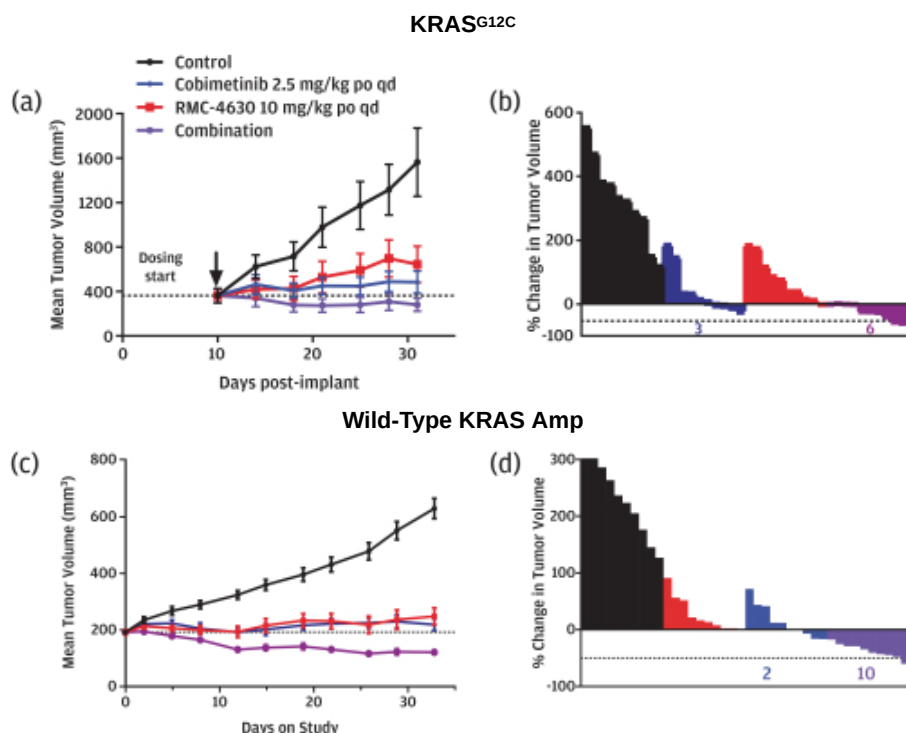 KRASG12C
(a)
Control
Cobimetinib 2.5 mg/kg po qd
RMC-4630 10 mg/kg po qd
Combination
Mean Tumor Volume (mm³)
2000
1600
1200
800
400
0
Dosing
start
0
10
20
30
Days post-implant
(b)
% Change in Tumor Volume
600
400
200
0
-100
3
6
Wild-Type KRAS Amp
(c)
Mean Tumor Volume (mm³)
800
600
400
200
0
0
10
20
30
Days on Study
(d)
% Change in Tumor Volume
300
200
100
0
-100
2
10